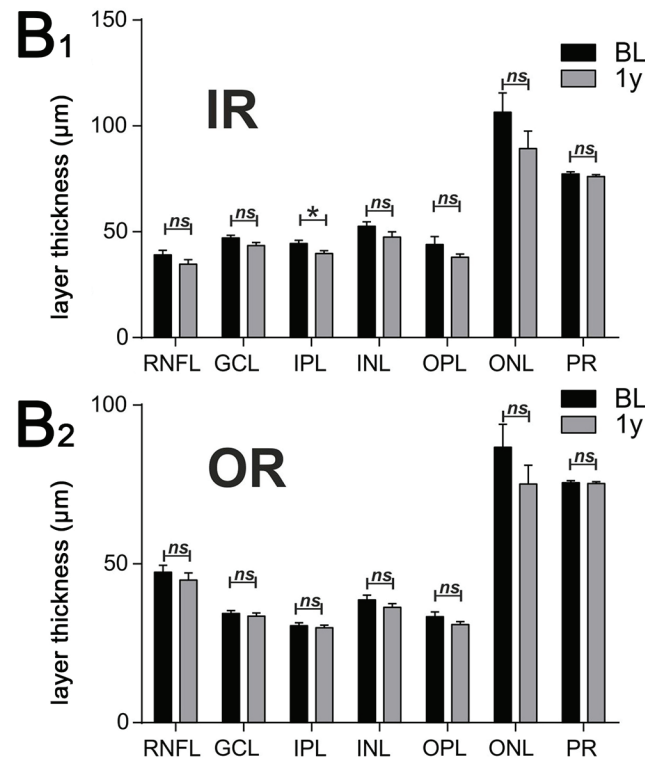 B1
150
100
50
0
layer thickness (µm)
IR
BL
1y
ns
ns
*
ns
ns
ns
ns
RNFL GCL IPL INL OPL ONL PR
B2
100
50
0
layer thickness (µm)
OR
BL
1y
ns
ns
ns
ns
ns
ns
ns
RNFL GCL IPL INL OPL ONL PR